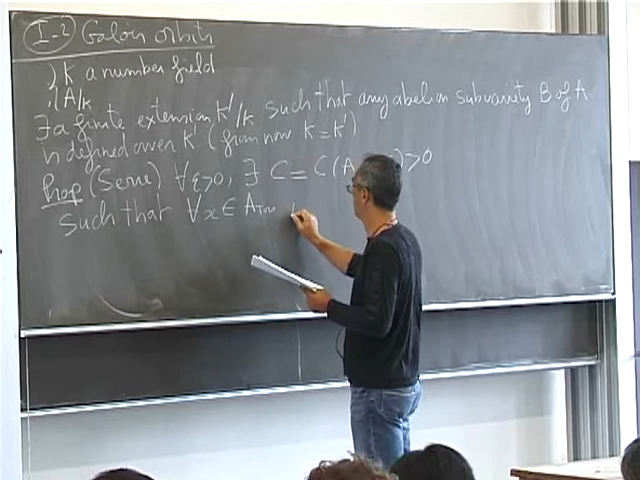 I-2 Galois orbits
k a number field
A/k
∃ a finite extension k'/k such that any abelian subvariety B of A
is defined over k' (from now k = k')
Prop (Serre) ∀ε>0, ∃ C = C(A )>0
such that ∀x∈ A_Tor